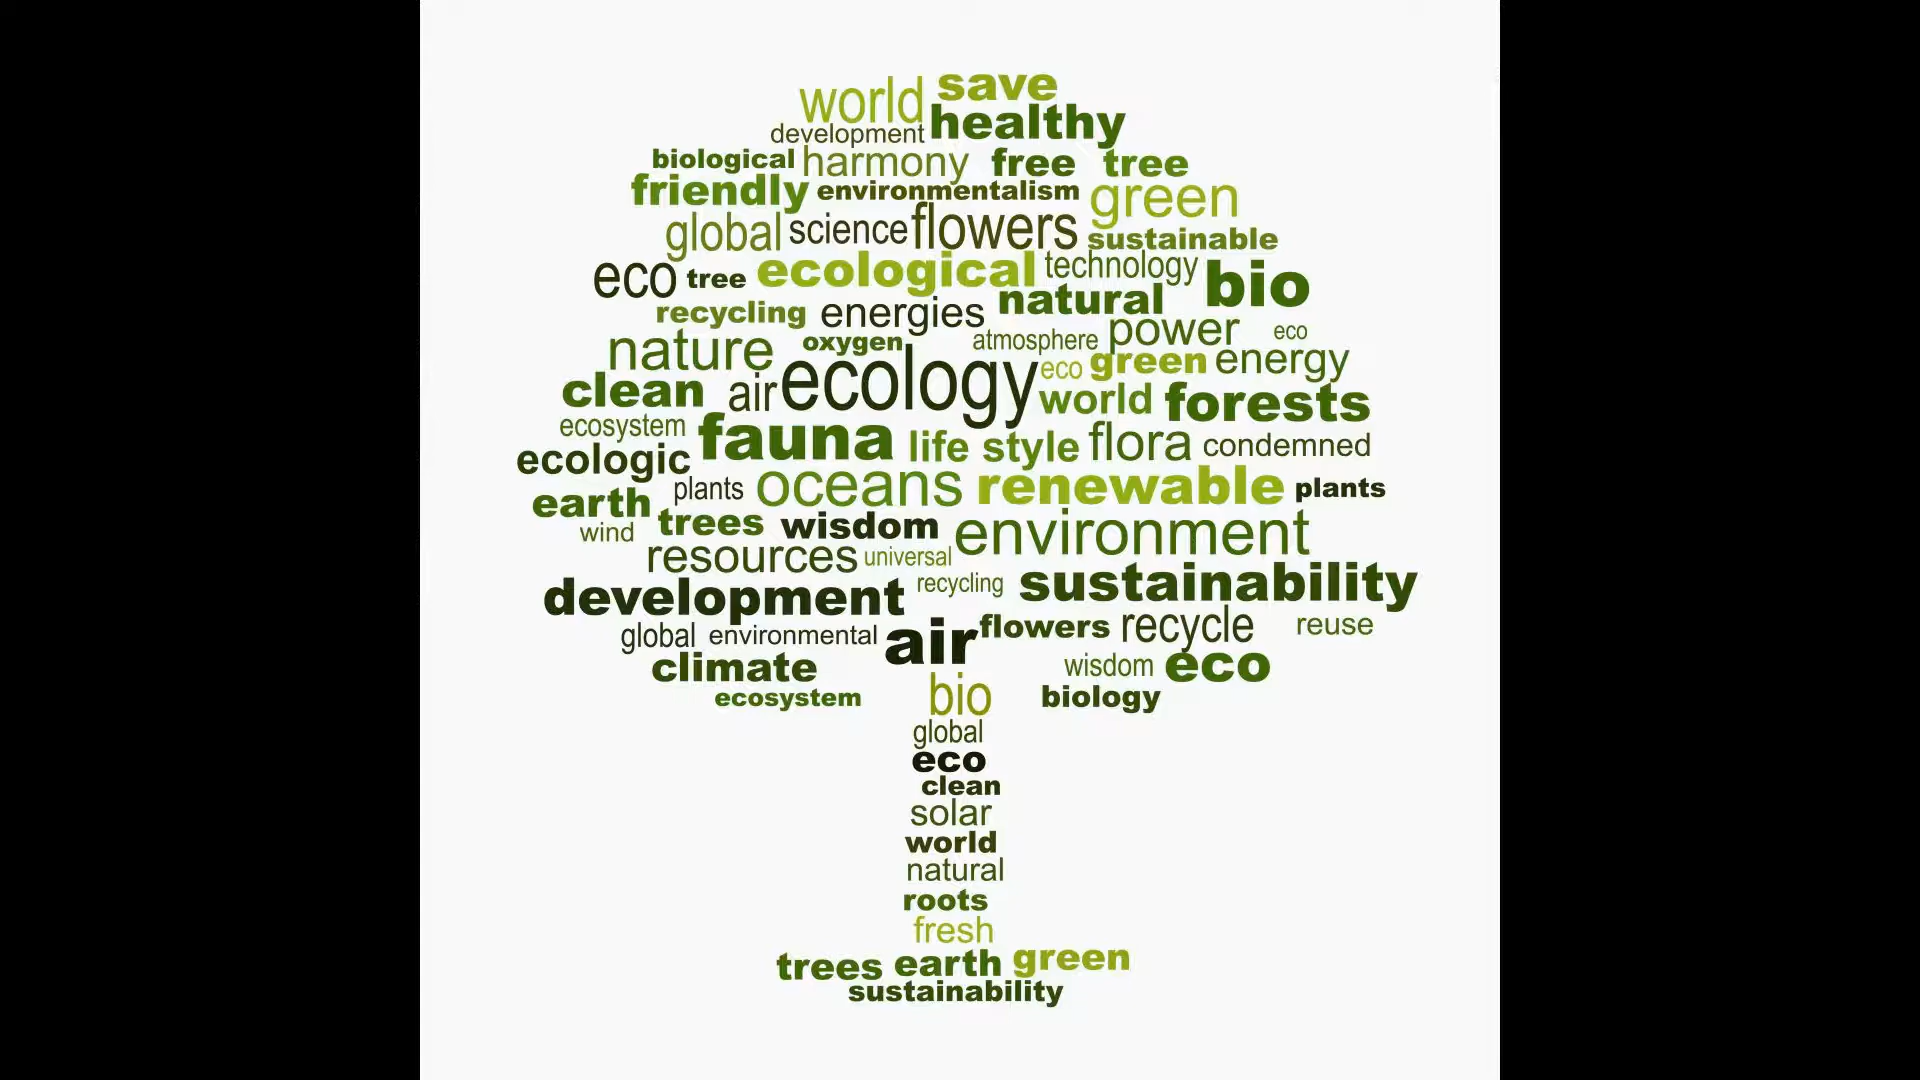 world save
development healthy
biological harmony free tree
friendly environmentalism green
global science flowers sustainable
eco tree ecological technology bio
recycling energies natural
nature oxygen atmosphere power eco
clean air ecology eco green energy
world forests
ecosystem fauna life style flora condemned
ecologic
earth plants oceans renewable plants
wind trees wisdom environment
resources universal
development recycling sustainability
global environmental air flowers recycle reuse
climate wisdom eco
ecosystem bio biology
global
eco
clean
solar
world
natural
roots
fresh
trees earth green
sustainability